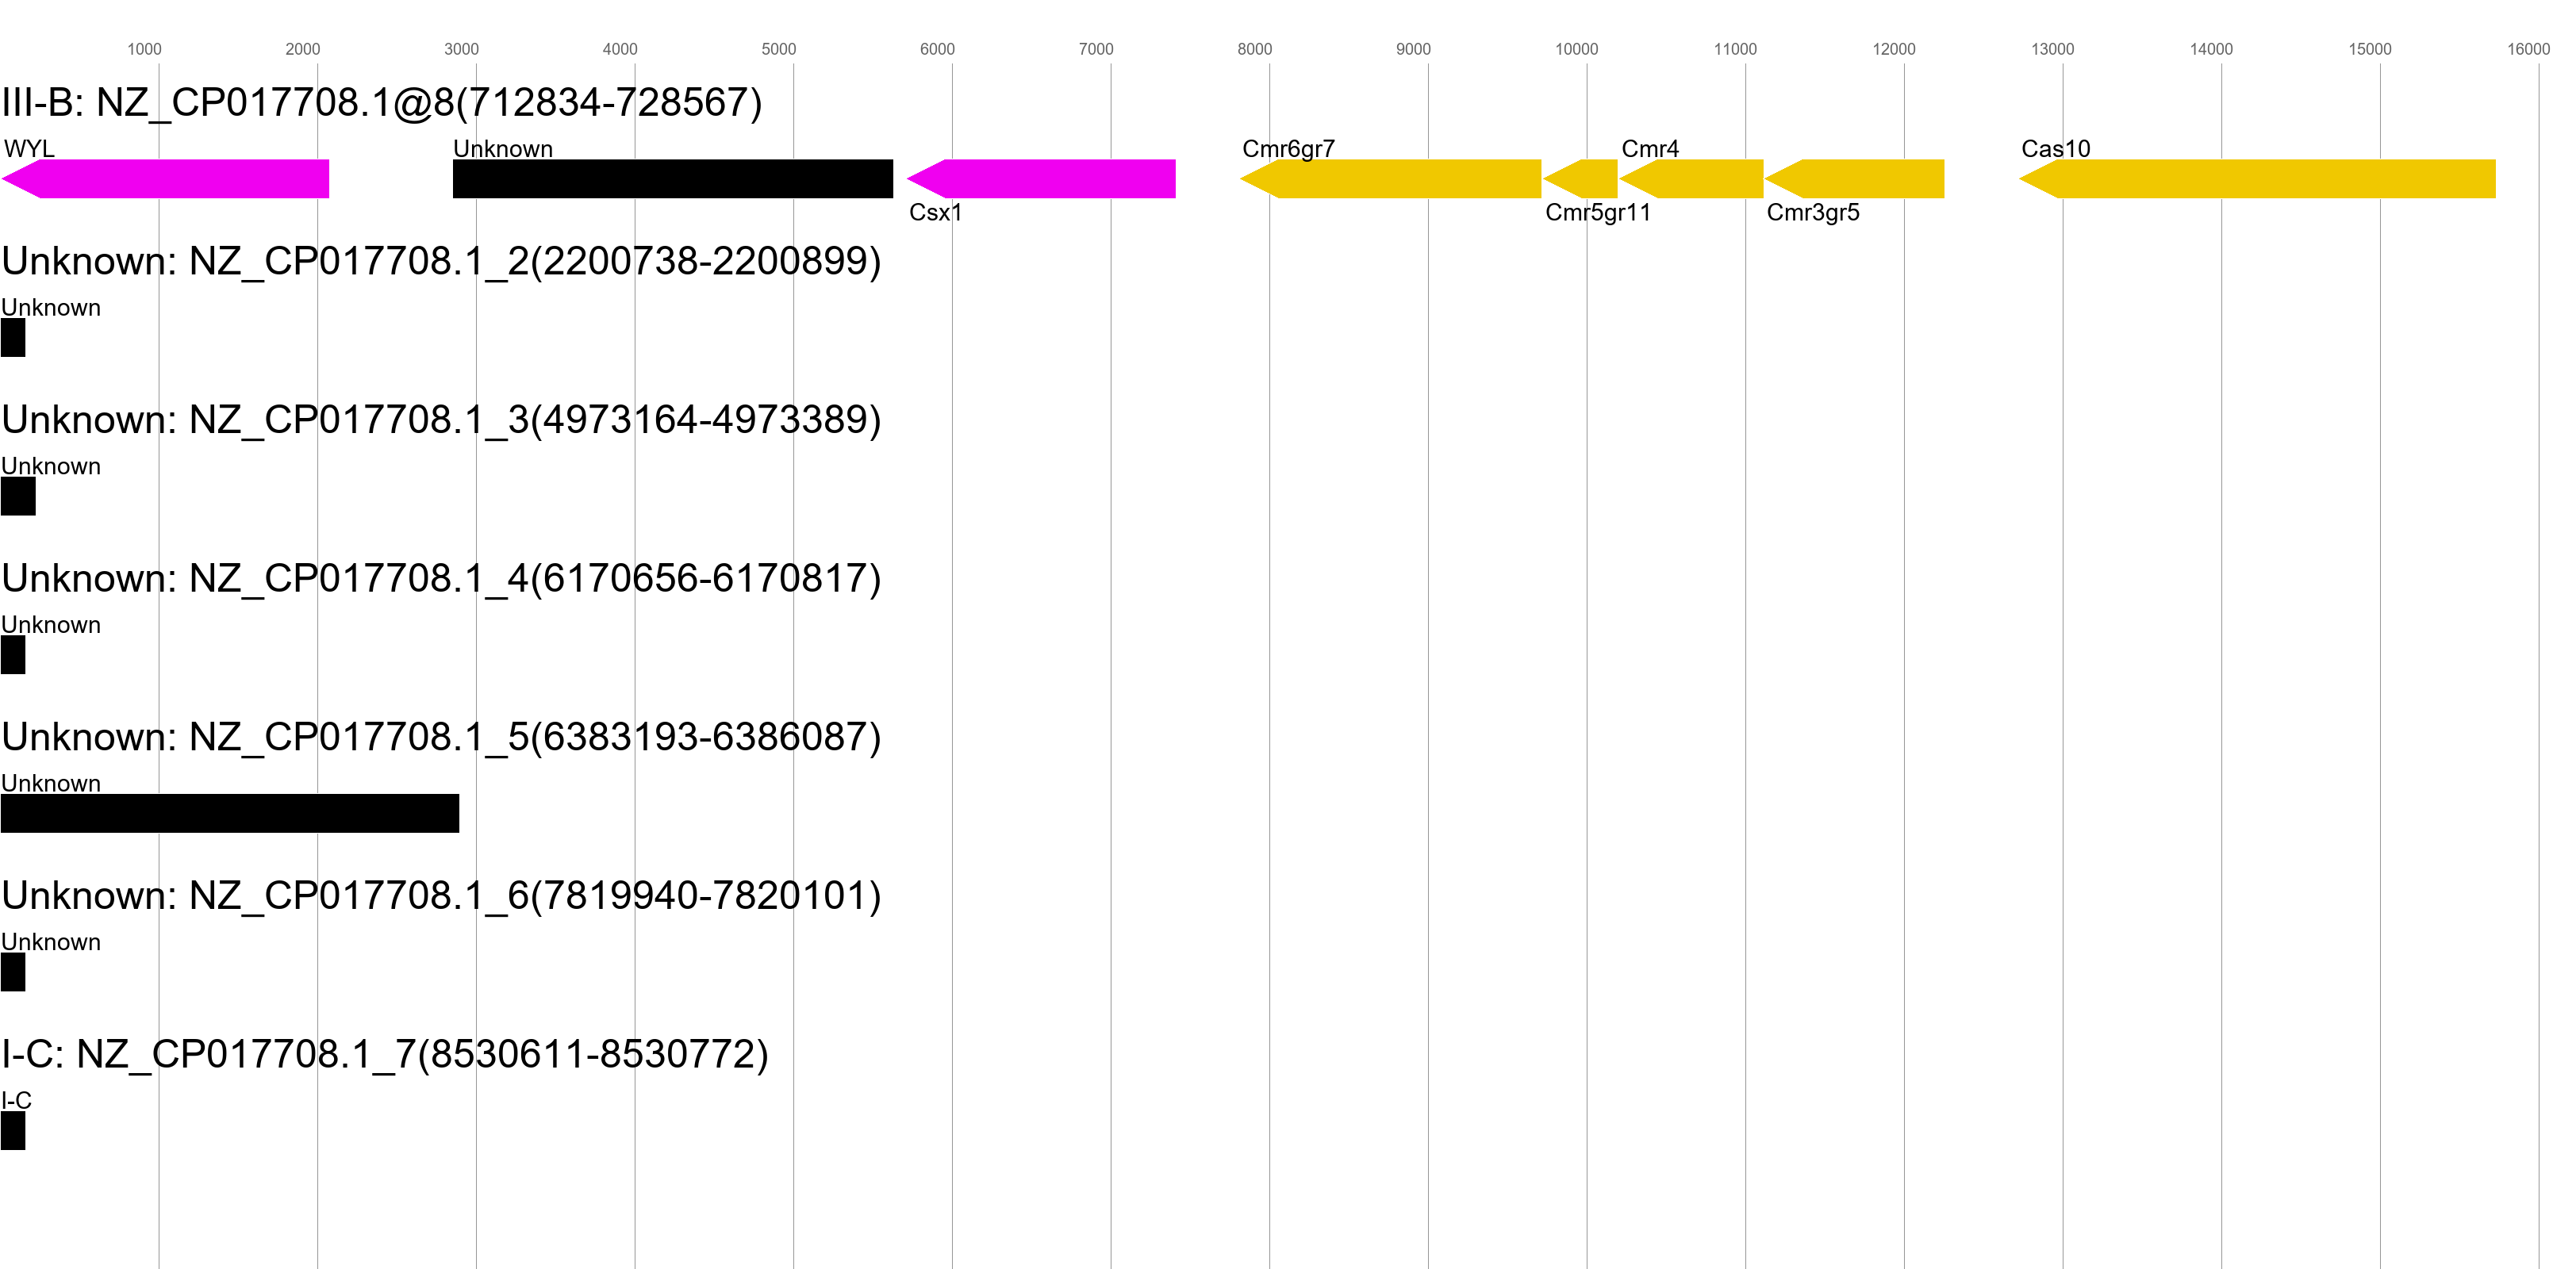 1000 2000 3000 4000 5000 6000 7000 8000 9000 10000 11000 12000 13000 14000 15000 16000
III-B: NZ_CP017708.1@8(712834-728567)
WYL Unknown Cmr6gr7 Cmr4 Cas10
Csx1 Cmr5gr11 Cmr3gr5
Unknown: NZ_CP017708.1_2(2200738-2200899)
Unknown
Unknown: NZ_CP017708.1_3(4973164-4973389)
Unknown
Unknown: NZ_CP017708.1_4(6170656-6170817)
Unknown
Unknown: NZ_CP017708.1_5(6383193-6386087)
Unknown
Unknown: NZ_CP017708.1_6(7819940-7820101)
Unknown
I-C: NZ_CP017708.1_7(8530611-8530772)
I-C